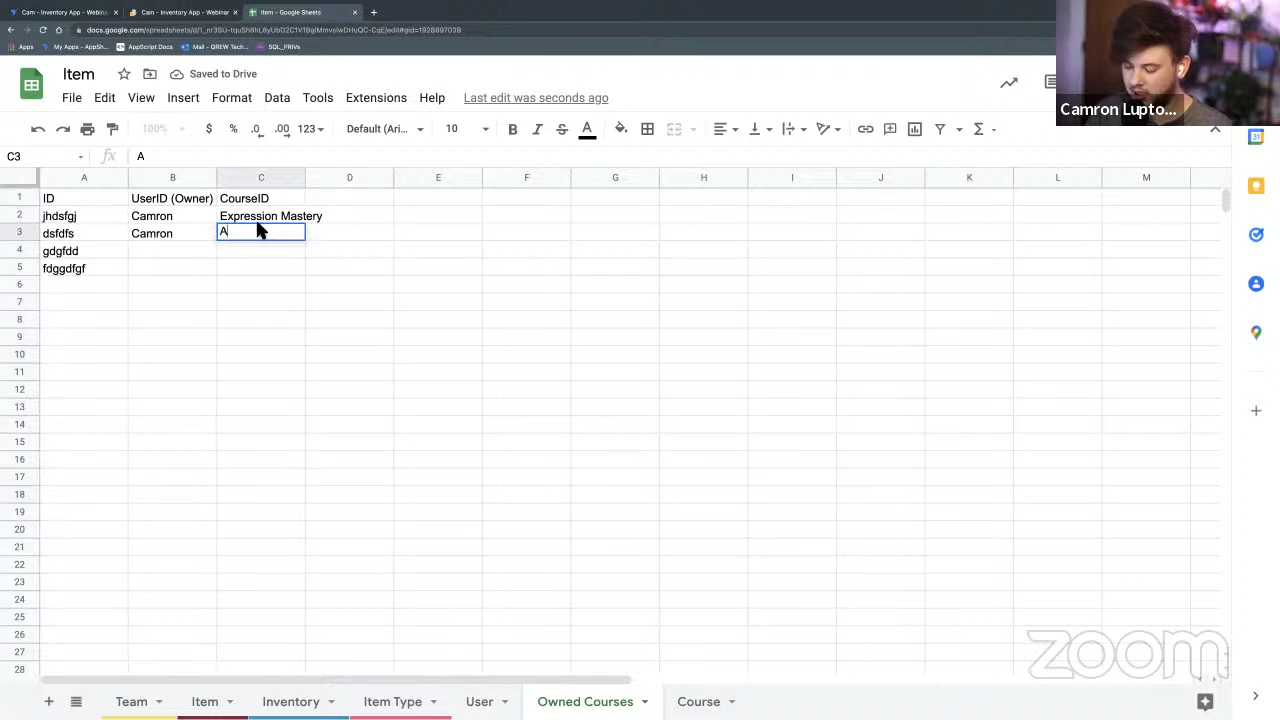 Cam - Inventory App - Webinar
Cam - Inventory App - Webinar
Item - Google Sheets
Apps
My Apps - AppSh...
AppScript Docs
Mail - QREW Tech...
SQL_PRIVs
Item
Saved to Drive
File Edit View Insert Format Data Tools Extensions Help Last edit was seconds ago
100% $ % .0 .00 123 Default (Ari... 10 B I S A
C3 fx A
A B C D E F G H I J K L M
1 ID UserID (Owner) CourseID
2 jhdsfgj Camron Expression Mastery
3 dsfdfs Camron A
4 gdgfdd
5 fdggdfgf
6
7
8
9
10
11
12
13
14
15
16
17
18
19
20
21
22
23
24
25
26
27
28
Team Item Inventory Item Type User Owned Courses Course
Camron Lupto...
31
zoom